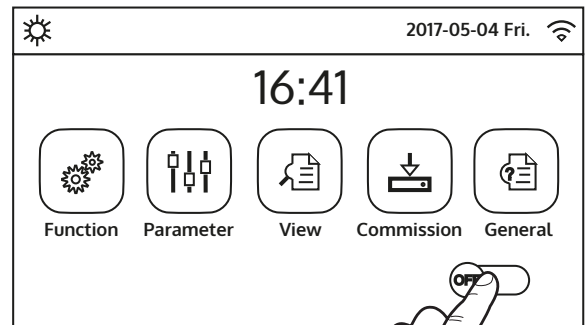 2017-05-04 Fri.
16:41
Function Parameter View Commission General
OFF